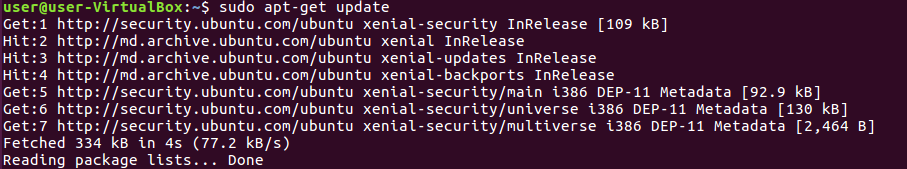 user@user-VirtualBox:~$ sudo apt-get update
Get:1 http://security.ubuntu.com/ubuntu xenial-security InRelease [109 kB]
Hit:2 http://md.archive.ubuntu.com/ubuntu xenial InRelease
Hit:3 http://md.archive.ubuntu.com/ubuntu xenial-updates InRelease
Hit:4 http://md.archive.ubuntu.com/ubuntu xenial-backports InRelease
Get:5 http://security.ubuntu.com/ubuntu xenial-security/main i386 DEP-11 Metadata [92.9 kB]
Get:6 http://security.ubuntu.com/ubuntu xenial-security/universe i386 DEP-11 Metadata [130 kB]
Get:7 http://security.ubuntu.com/ubuntu xenial-security/multiverse i386 DEP-11 Metadata [2,464 B]
Fetched 334 kB in 4s (77.2 kB/s)
Reading package lists... Done